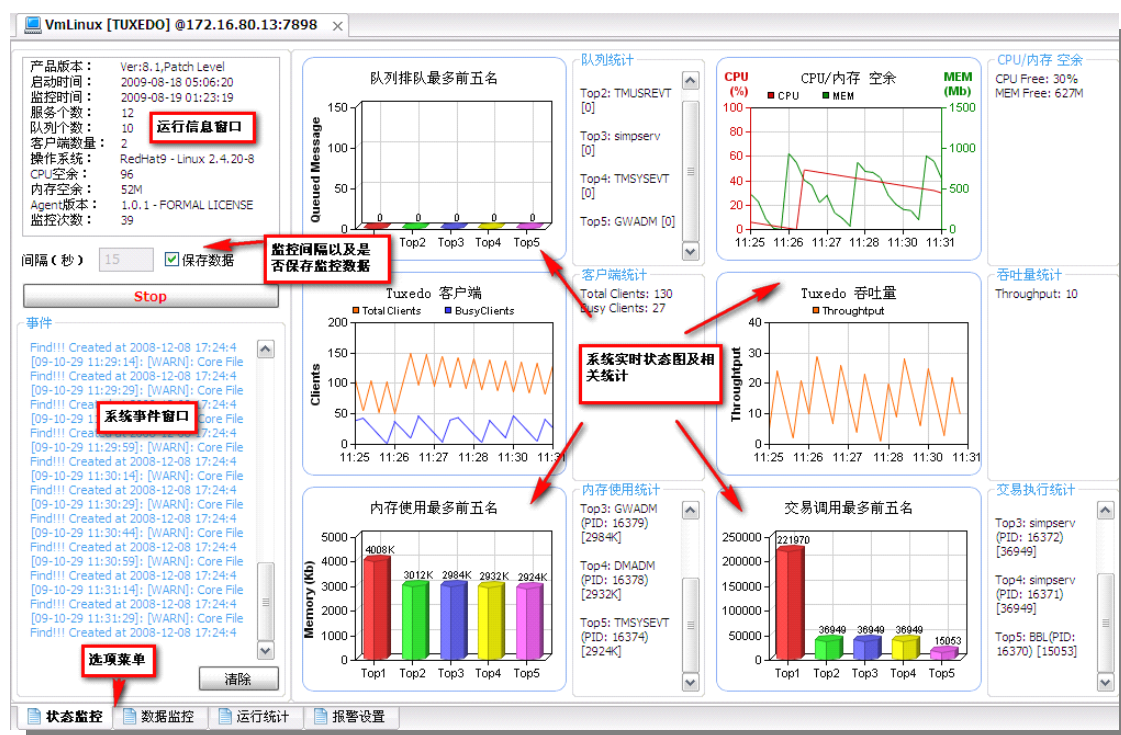 VmLinux [TUXEDO] @172.16.80.13:7898
产品版本： Ver:8.1,Patch Level
启动时间： 2009-08-18 05:06:20
监控时间： 2009-08-19 01:23:19
服务个数： 12
队列个数： 10
客户端数量： 2
操作系统： RedHat9 - Linux 2.4.20-8
CPU空余： 96
内存空余： 52M
Agent版本： 1.0.1 - FORMAL LICENSE
监控次数： 39
运行信息窗口
间隔（秒） 15 保存数据
监控间隔以及是
否保存监控数据
Stop
事件
Find!!! Created at 2008-12-08 17:24:4
[09-10-29 11:29:14]: [WARN]: Core File
Find!!! Created at 2008-12-08 17:24:4
[09-10-29 11:29:29]: [WARN]: Core File
Find!!! Created at 2008-12-08 17:24:4
[09-10-29 11 Core File
Find!!! Created at 2008-12-08 17:24:4
[09-10-29 11:29:59]: [WARN]: Core File
Find!!! Created at 2008-12-08 17:24:4
[09-10-29 11:30:14]: [WARN]: Core File
Find!!! Created at 2008-12-08 17:24:4
[09-10-29 11:30:29]: [WARN]: Core File
Find!!! Created at 2008-12-08 17:24:4
[09-10-29 11:30:44]: [WARN]: Core File
Find!!! Created at 2008-12-08 17:24:4
[09-10-29 11:30:59]: [WARN]: Core File
Find!!! Created at 2008-12-08 17:24:4
[09-10-29 11:31:14]: [WARN]: Core File
Find!!! Created at 2008-12-08 17:24:4
[09-10-29 11:31:29]: [WARN]: Core File
Find!!! Created at 2008-12-08 17:24:4
系统事件窗口
选项菜单
清除
队列排队最多前五名
Queued Message
150
100
50
0
0 0 0 0 0
Top2 Top3 Top4 Top5
队列统计
Top2: TMUSREVT
[0]
Top3: simpserv
[0]
Top4: TMSYSEVT
[0]
Top5: GWADM [0]
CPU/内存 空余
CPU
(%)
MEM
(Mb)
CPU MEM
100
80
60
40
20
0
1500
1000
500
0
11:25 11:26 11:27 11:28 11:30 11:31
CPU/内存 空余
CPU Free: 30%
MEM Free: 627M
Tuxedo 客户端
Total Clients BusyClients
Clients
200
150
100
50
0
11:25 11:26 11:27 11:28 11:30 11:31
客户端统计
Total Clients: 130
Busy Clients: 27
系统实时状态图及相
关统计
Tuxedo 吞吐量
Throughtput
Throughtput
40
30
20
10
0
11:25 11:26 11:27 11:28 11:30 11:31
吞吐量统计
Throughput: 10
内存使用最多前五名
Memory (Kb)
5000
4000
3000
2000
1000
0
4008K 3012K 2984K 2932K 2924K
Top1 Top2 Top3 Top4 Top5
内存使用统计
Top3: GWADM
(PID: 16379)
[2984K]
Top4: DMADM
(PID: 16378)
[2932K]
Top5: TMSYSEVT
(PID: 16374)
[2924K]
交易调用最多前五名
250000
200000
150000
100000
50000
0
221970 36949 36949 36949 15053
Top1 Top2 Top3 Top4 Top5
交易执行统计
Top3: simpserv
(PID: 16372)
[36949]
Top4: simpserv
(PID: 16371)
[36949]
Top5: BBL(PID:
16370) [15053]
状态监控 数据监控 运行统计 报警设置